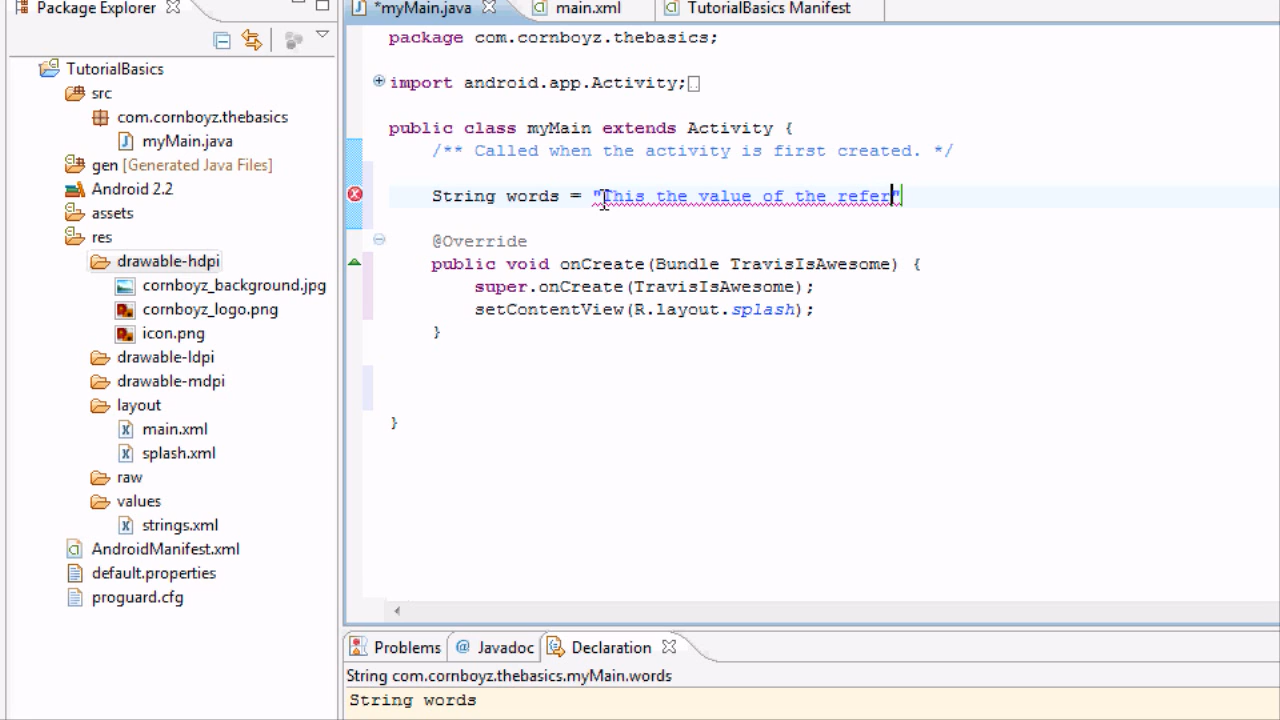 Package Explorer
TutorialBasics
src
com.cornboyz.thebasics
myMain.java
gen [Generated Java Files]
Android 2.2
assets
res
drawable-hdpi
cornboyz_background.jpg
cornboyz_logo.png
icon.png
drawable-ldpi
drawable-mdpi
layout
main.xml
splash.xml
raw
values
strings.xml
AndroidManifest.xml
default.properties
proguard.cfg
*myMain.java main.xml TutorialBasics Manifest
package com.cornboyz.thebasics;
import android.app.Activity;
public class myMain extends Activity {
/** Called when the activity is first created. */
String words = "This the value of the refer"
@Override
public void onCreate(Bundle TravisIsAwesome) {
super.onCreate(TravisIsAwesome);
setContentView(R.layout.splash);
}
}
Problems @ Javadoc Declaration
String com.cornboyz.thebasics.myMain.words
String words